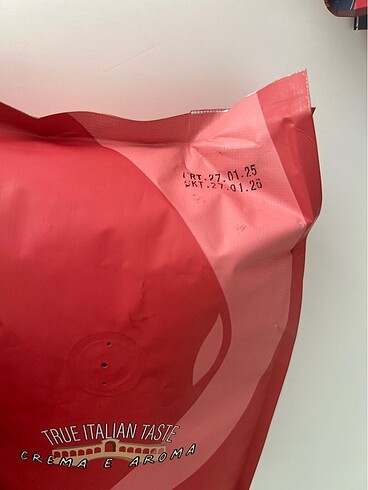 ÜRT.27.01.25
SKT.27.01.26
TRUE ITALIAN TASTE
CREMA E AROMA